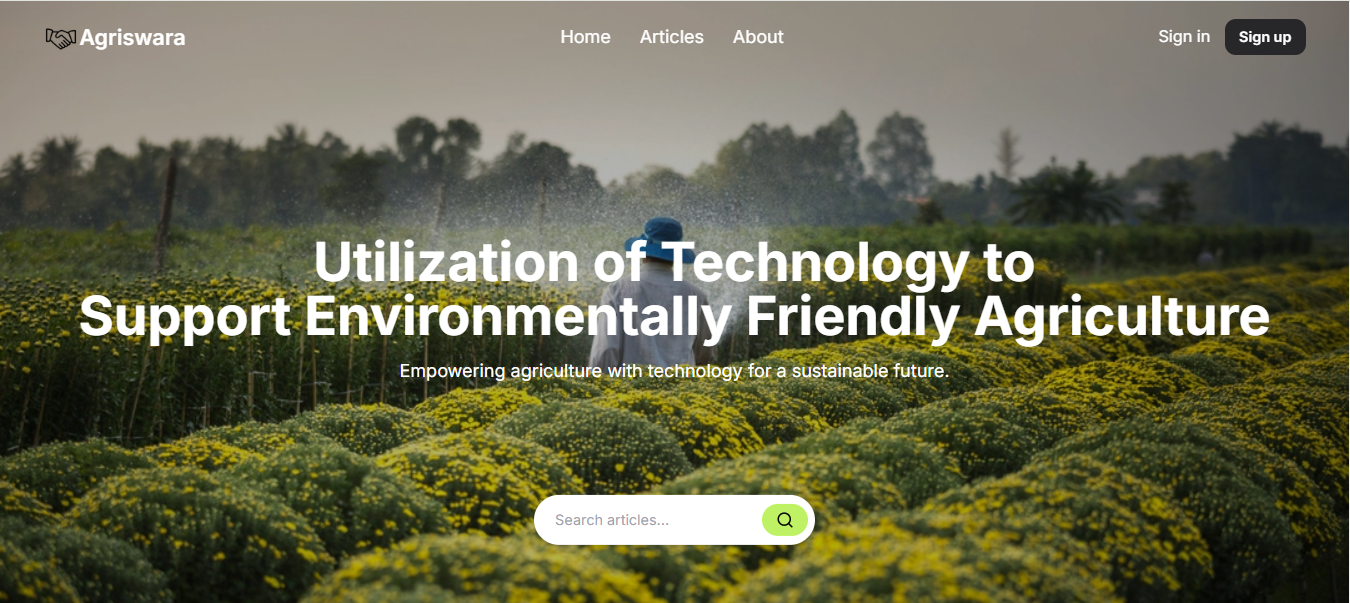 Agriswara
Home Articles About
Sign in Sign up
Utilization of Technology to
Support Environmentally Friendly Agriculture
Empowering agriculture with technology for a sustainable future.
Search articles...